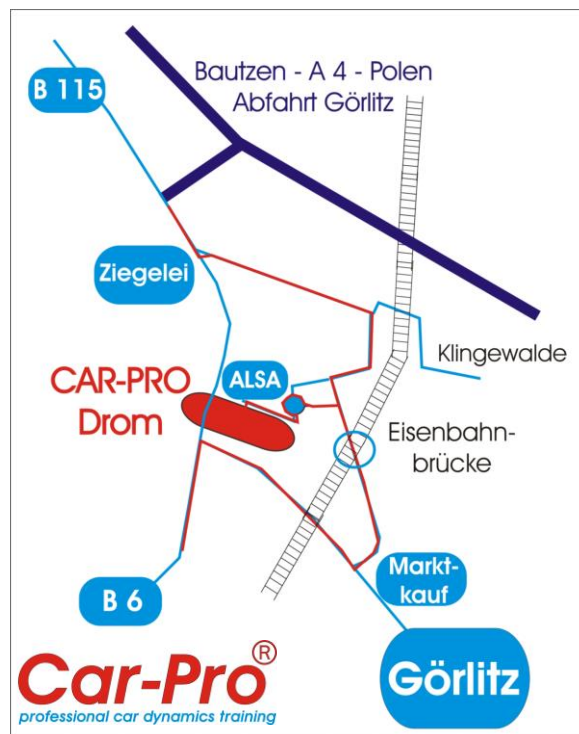 Bautzen - A 4 - Polen
Abfahrt Görlitz
B 115
Ziegelei
Klingewalde
CAR-PRO
Drom
ALSA
Eisenbahn-
brücke
B 6
Markt-
kauf
Görlitz
Car-Pro®
professional car dynamics training